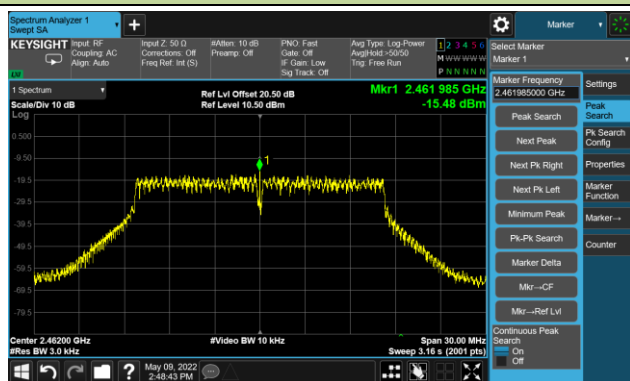 Spectrum Analyzer 1
Swept SA
+
Marker
KEYSIGHT
Input: RF
Coupling: AC
Align: Auto
Input Z: 50 Ω
Corrections: Off
Freq Ref: Int (S)
#Atten: 10 dB
Preamp: Off
PNO: Fast
Gate: Off
IF Gain: Low
Sig Track: Off
Avg Type: Log-Power
Avg|Hold:>50/50
Trig: Free Run
1 2 3 4 5 6
M W W W W W
P N N N N N
Select Marker
Marker 1
1 Spectrum
Scale/Div 10 dB
Log
Ref Lvl Offset 20.50 dB
Ref Level 10.50 dBm
Mkr1 2.461 985 GHz
-15.48 dBm
0.500
-9.50
-19.5
-29.5
-39.5
-49.5
-59.5
-69.5
-79.5
1
Center 2.46200 GHz
#Res BW 3.0 kHz
#Video BW 10 kHz
Span 30.00 MHz
Sweep 3.16 s (2001 pts)
Marker Frequency
2.461985000 GHz
Peak Search
Next Peak
Next Pk Right
Next Pk Left
Minimum Peak
Pk-Pk Search
Marker Delta
Mkr→CF
Mkr→Ref Lvl
Continuous Peak
Search
On
Off
Settings
Peak
Search
Pk Search
Config
Properties
Marker
Function
Marker→
Counter
?
May 09, 2022
2:48:43 PM